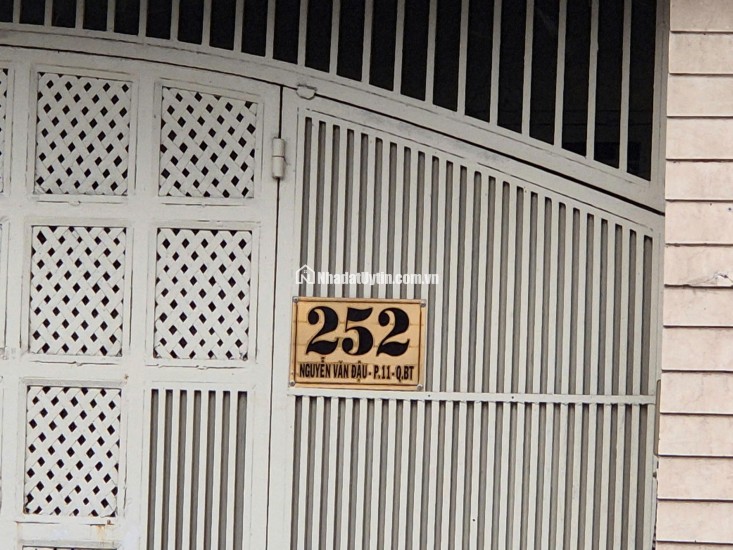 NhadatUytin.com.vn
252
NGUYỄN VĂN ĐẬU - P.11 - Q.BT